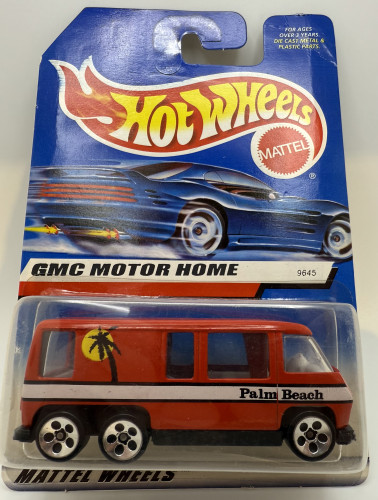 FOR AGES
OVER 3 YEARS.
DIE CAST METAL &
PLASTIC PARTS.
HOT WHEELS
MATTEL
®
GMC MOTOR HOME
9645
Palm Beach
MATTEL WHEELS